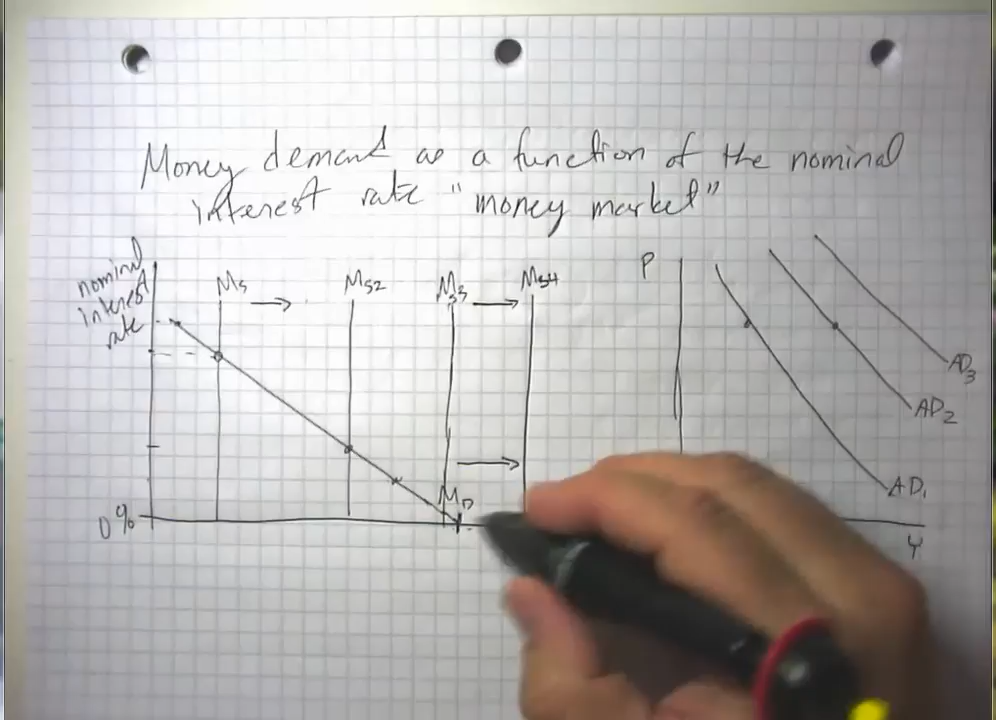 Money demand as a function of the nominal
interest rate "money market"
nominal
interest
rate
Ms
Ms2
Ms3
Ms4
MD
0%
P
AD1
AD2
AD3
Y